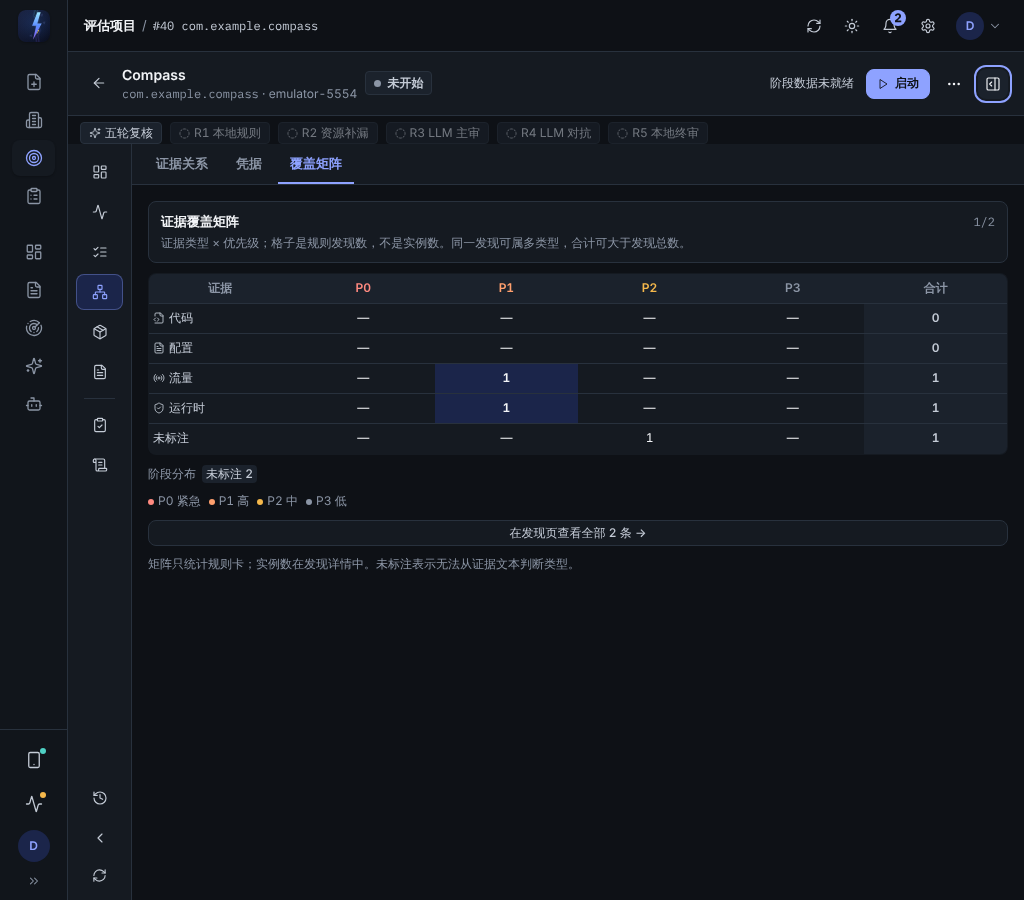 评估项目 / #40 com.example.compass
2
D
Compass
com.example.compass · emulator-5554
未开始
阶段数据未就绪
启动
五轮复核
R1 本地规则
R2 资源补漏
R3 LLM 主审
R4 LLM 对抗
R5 本地终审
证据关系
凭据
覆盖矩阵
证据覆盖矩阵
1/2
证据类型 × 优先级；格子是规则发现数，不是实例数。同一发现可属多类型，合计可大于发现总数。
证据 P0 P1 P2 P3 合计
代码 — — — — 0
配置 — — — — 0
流量 — 1 — — 1
运行时 — 1 — — 1
未标注 — — 1 — 1
阶段分布 未标注 2
P0 紧急 P1 高 P2 中 P3 低
在发现页查看全部 2 条 →
矩阵只统计规则卡；实例数在发现详情中。未标注表示无法从证据文本判断类型。
D